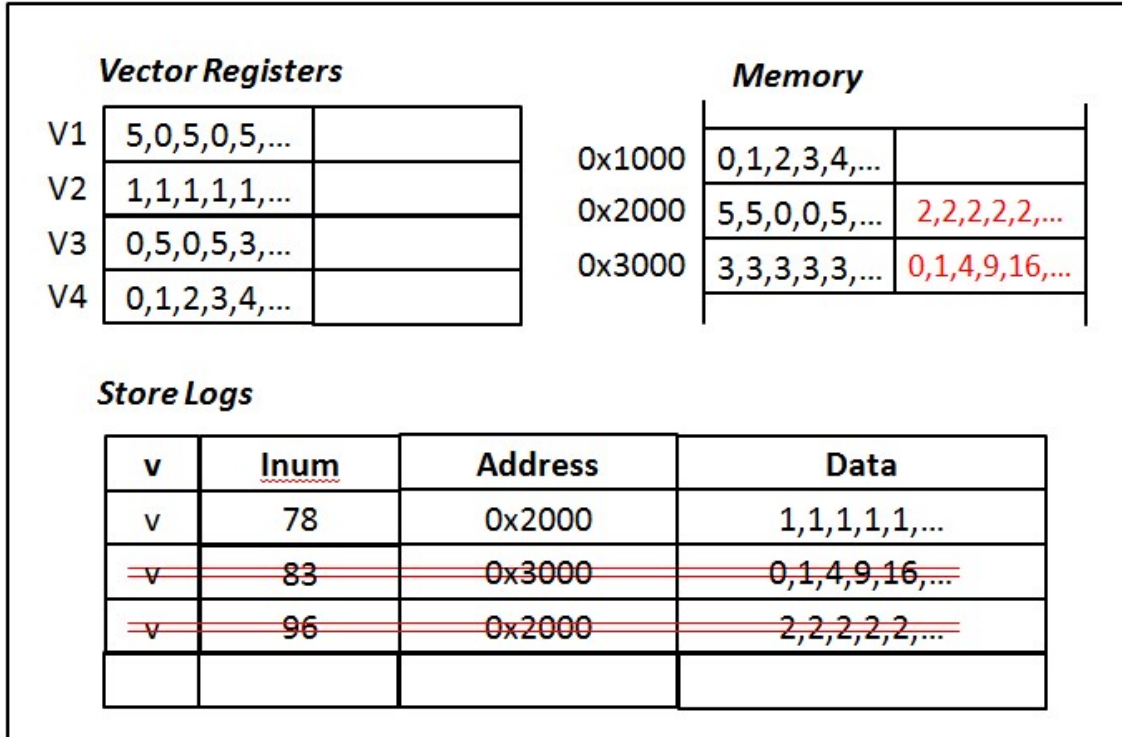 Vector Registers
V1 5,0,5,0,5,...
V2 1,1,1,1,1,...
V3 0,5,0,5,3,...
V4 0,1,2,3,4,...
Memory
0x1000 0,1,2,3,4,...
0x2000 5,5,0,0,5,... 2,2,2,2,2,...
0x3000 3,3,3,3,3,... 0,1,4,9,16,...
Store Logs
v Inum Address Data
v 78 0x2000 1,1,1,1,1,...
v 83 0x3000 0,1,4,9,16,...
v 96 0x2000 2,2,2,2,2,...